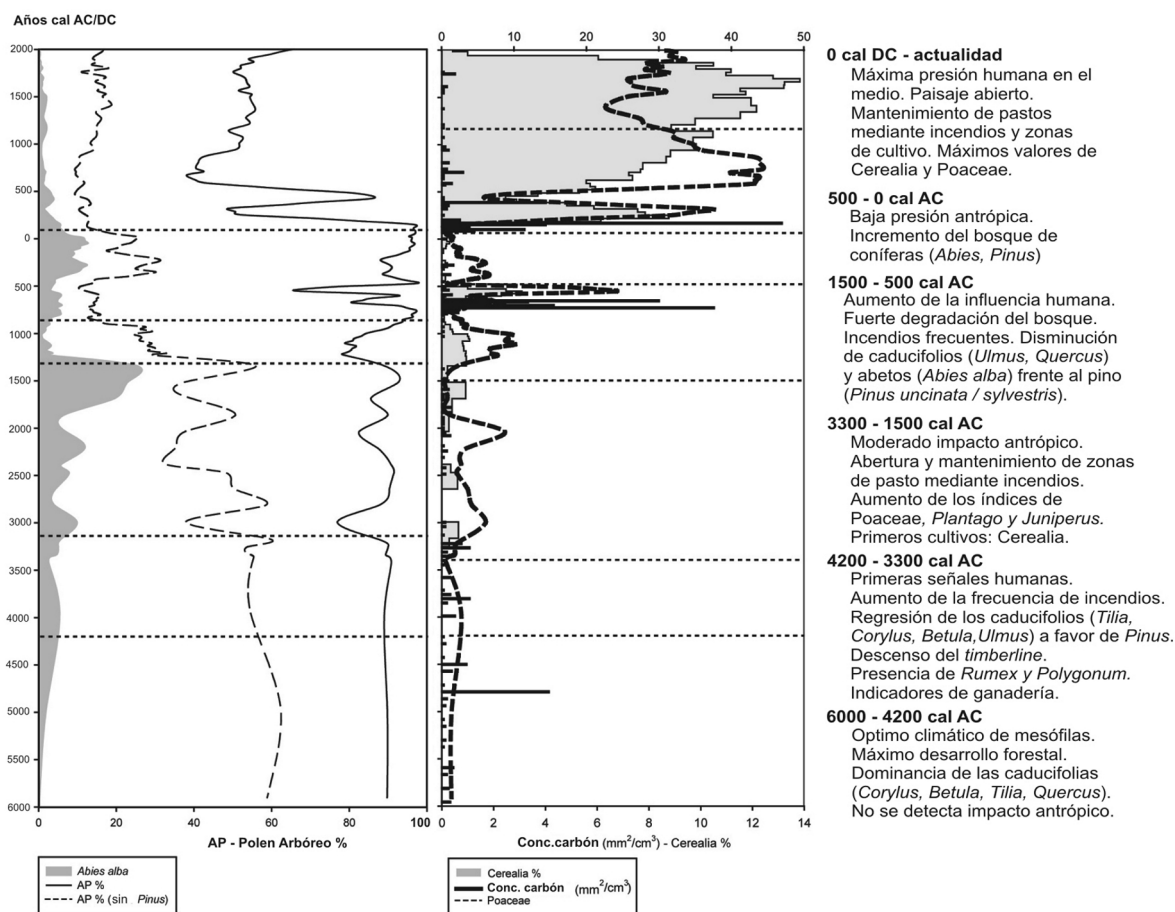 Años cal AC/DC
2000
1500
1000
500
0
500
1000
1500
2000
2500
3000
3500
4000
4500
5000
5500
6000
0 20 40 60 80 100
AP - Polen Arbóreo %
Abies alba
AP %
AP % (sin Pinus)
0 10 20 30 40 50
0 2 4 6 8 10 12 14
Conc.carbón (mm²/cm³) - Cerealia %
Cerealia %
Conc. carbón (mm²/cm³)
Poaceae
0 cal DC - actualidad
Máxima presión humana en el
medio. Paisaje abierto.
Mantenimiento de pastos
mediante incendios y zonas
de cultivo. Máximos valores de
Cerealia y Poaceae.
500 - 0 cal AC
Baja presión antrópica.
Incremento del bosque de
coníferas (Abies, Pinus)
1500 - 500 cal AC
Aumento de la influencia humana.
Fuerte degradación del bosque.
Incendios frecuentes. Disminución
de caducifolios (Ulmus, Quercus)
y abetos (Abies alba) frente al pino
(Pinus uncinata / sylvestris).
3300 - 1500 cal AC
Moderado impacto antrópico.
Abertura y mantenimiento de zonas
de pasto mediante incendios.
Aumento de los índices de
Poaceae, Plantago y Juniperus.
Primeros cultivos: Cerealia.
4200 - 3300 cal AC
Primeras señales humanas.
Aumento de la frecuencia de incendios.
Regresión de los caducifolios (Tilia,
Corylus, Betula,Ulmus) a favor de Pinus.
Descenso del timberline.
Presencia de Rumex y Polygonum.
Indicadores de ganadería.
6000 - 4200 cal AC
Optimo climático de mesófilas.
Máximo desarrollo forestal.
Dominancia de las caducifolias
(Corylus, Betula, Tilia, Quercus).
No se detecta impacto antrópico.